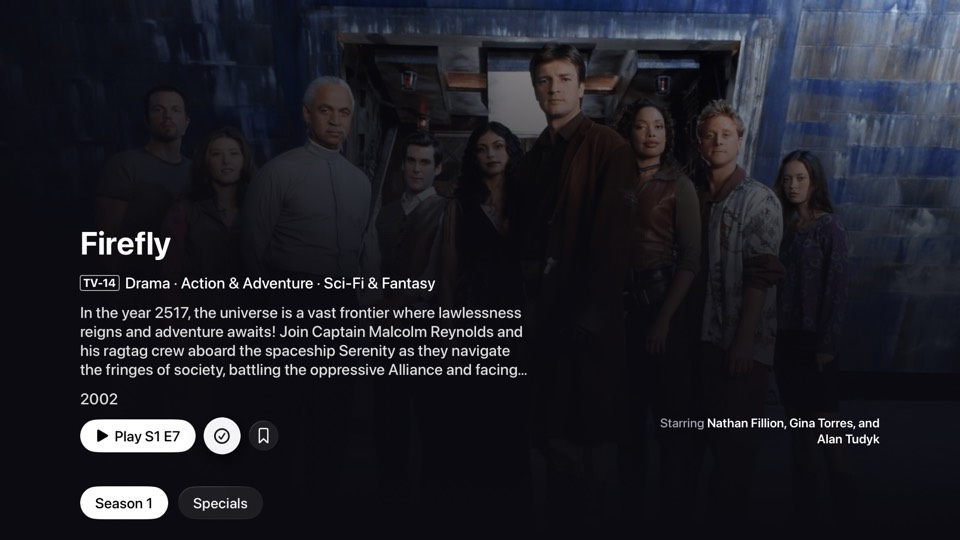 Firefly
TV-14 Drama · Action & Adventure · Sci-Fi & Fantasy
In the year 2517, the universe is a vast frontier where lawlessness
reigns and adventure awaits! Join Captain Malcolm Reynolds and
his ragtag crew aboard the spaceship Serenity as they navigate
the fringes of society, battling the oppressive Alliance and facing...
2002
Play S1 E7
Starring Nathan Fillion, Gina Torres, and
Alan Tudyk
Season 1
Specials